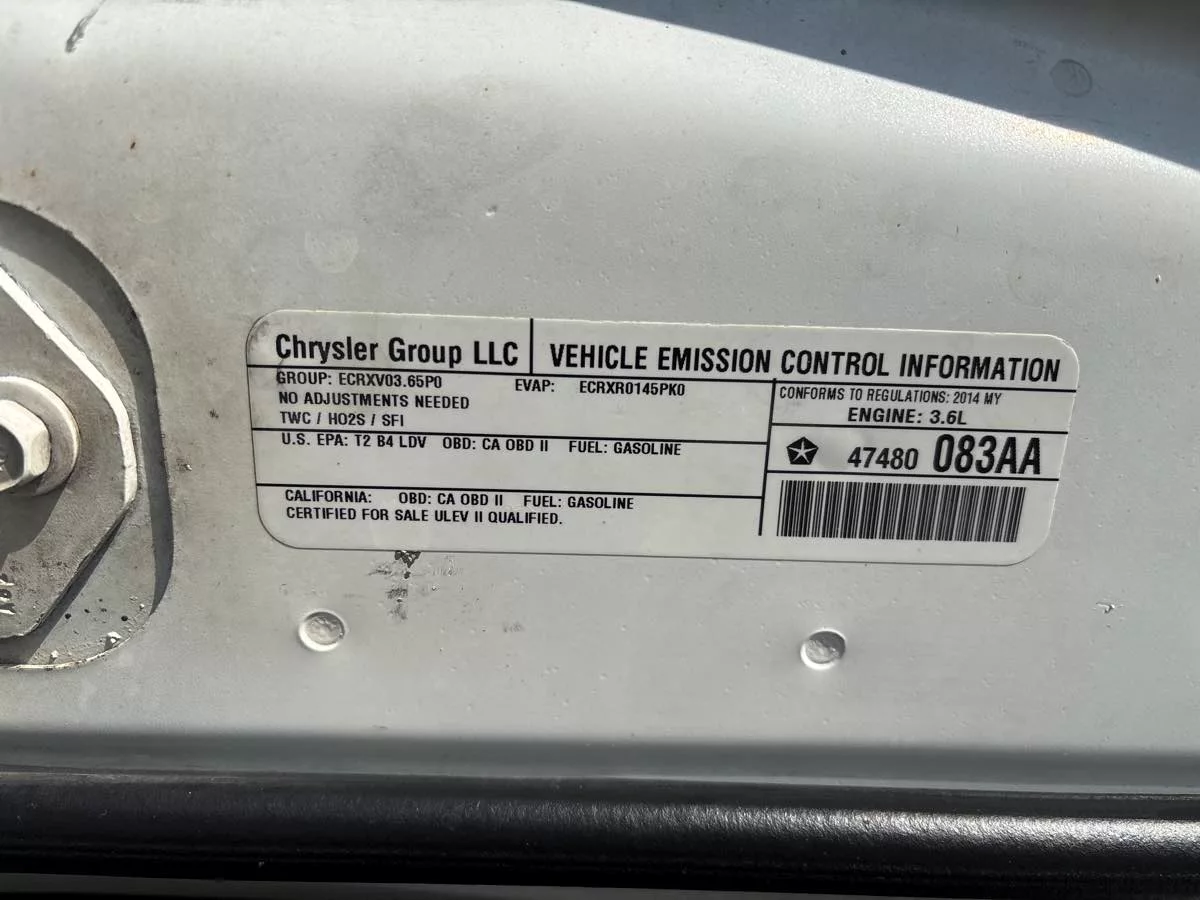 Chrysler Group LLC VEHICLE EMISSION CONTROL INFORMATION
GROUP: ECRXV03.65P0 EVAP: ECRXR0145PK0
NO ADJUSTMENTS NEEDED
TWC / HO2S / SFI
CONFORMS TO REGULATIONS: 2014 MY
ENGINE: 3.6L
U.S. EPA: T2 B4 LDV OBD: CA OBD II FUEL: GASOLINE
47480 083AA
CALIFORNIA: OBD: CA OBD II FUEL: GASOLINE
CERTIFIED FOR SALE ULEV II QUALIFIED.